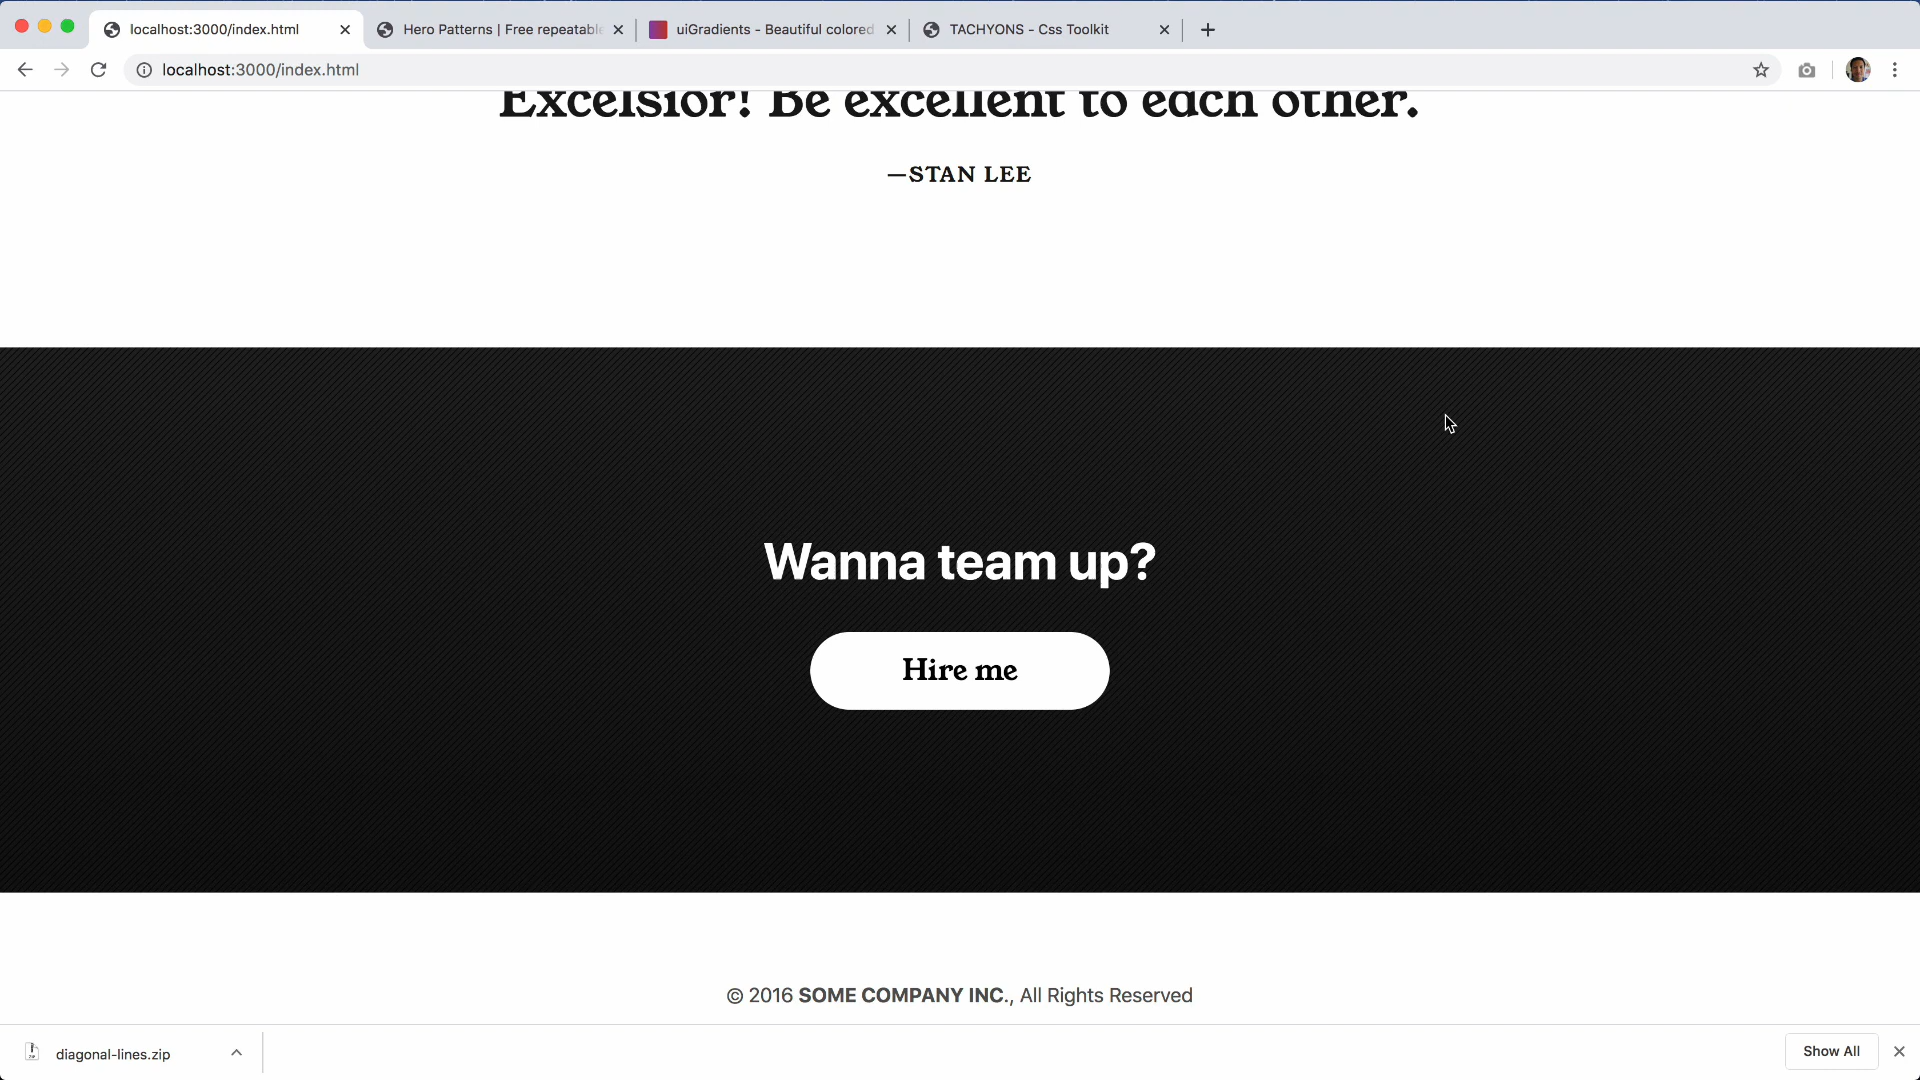 localhost:3000/index.html
Hero Patterns | Free repeatable
uiGradients - Beautiful colored
TACHYONS - Css Toolkit
localhost:3000/index.html
Excelsior! Be excellent to each other.
—STAN LEE
Wanna team up?
Hire me
© 2016 SOME COMPANY INC., All Rights Reserved
diagonal-lines.zip
Show All